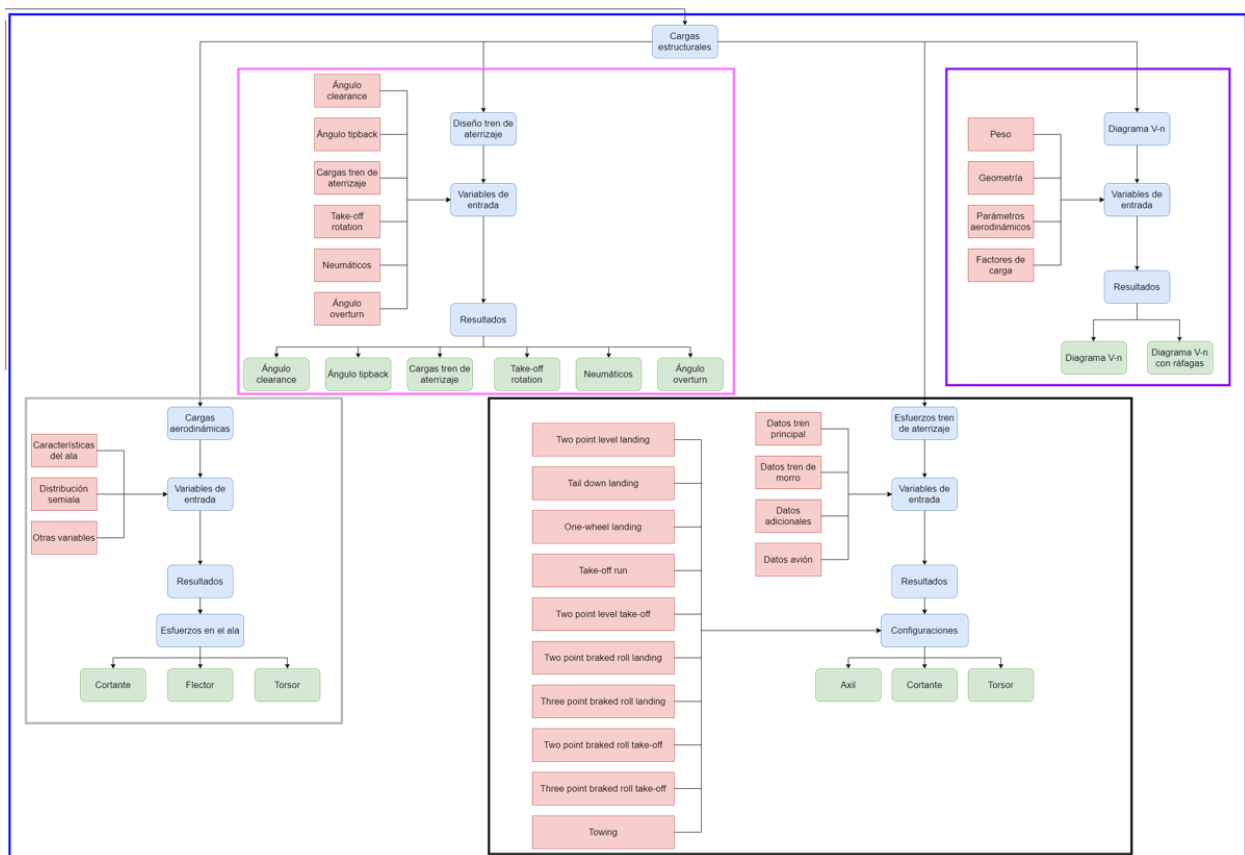 Cargas
estructurales
Ángulo
clearance
Ángulo tipback
Cargas tren de
aterrizaje
Take-off
rotation
Neumáticos
Ángulo
overturn
Diseño tren de
aterrizaje
Variables de
entrada
Resultados
Ángulo
clearance
Ángulo tipback
Cargas tren de
aterrizaje
Take-off
rotation
Neumáticos
Ángulo
overturn
Peso
Geometría
Parámetros
aerodinámicos
Factores de
carga
Diagrama V-n
Variables de
entrada
Resultados
Diagrama V-n
Diagrama V-n
con ráfagas
Cargas
aerodinámicas
Características
del ala
Distribución
semiala
Otras variables
Variables de
entrada
Resultados
Esfuerzos en el ala
Cortante
Flector
Torsor
Two point level landing
Tail down landing
One-wheel landing
Take-off run
Two point level take-off
Two point braked roll landing
Three point braked roll landing
Two point braked roll take-off
Three point braked roll take-off
Towing
Datos tren
principal
Datos tren de
morro
Datos
adicionales
Datos avión
Esfuerzos tren
de aterrizaje
Variables de
entrada
Resultados
Configuraciones
Axil
Cortante
Torsor